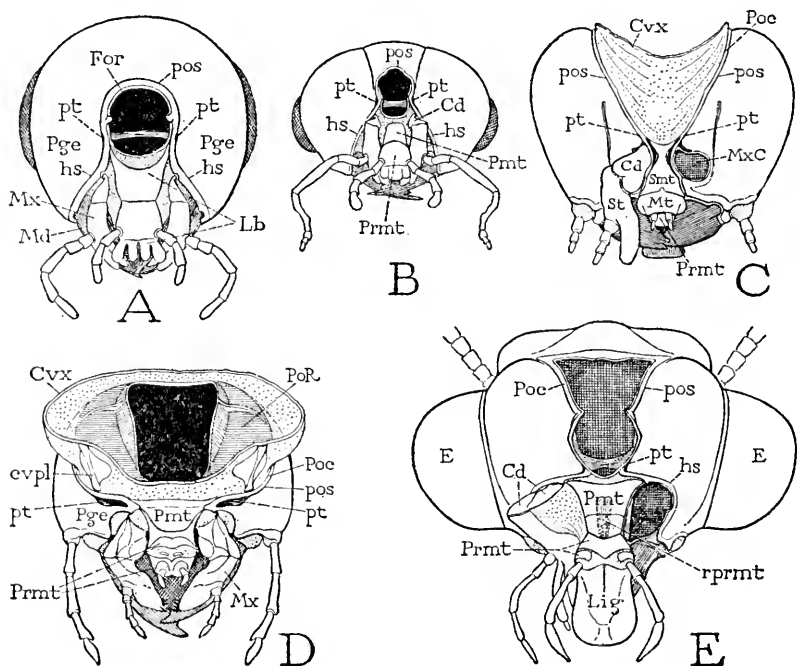 For
pos
pt
pt
Pge
Pge
hs
hs
Mx
Md
Lb
A
pos
pt
pt
Cd
hs
hs
Pmt
Prmt.
B
Cvx
Poc
pos
pos
pt
pt
Cd
MxC
Smt
St
Mt
Prmt
C
Cvx
PoR
cvpl
Poc
pos
pt
pt
Pge
Pmt
Prmt
Mx
D
Poc
pos
E
E
pt
hs
Cd
Pmt
Prmt
rprmt
Lig
E